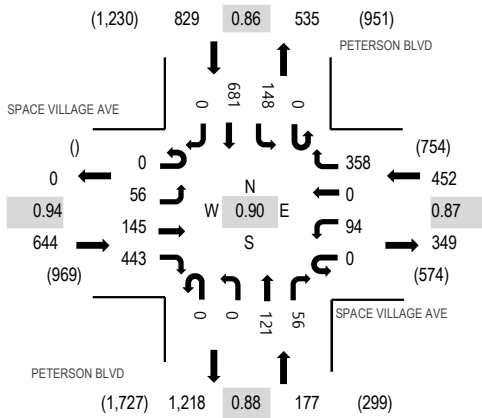 (1,230) 829 0.86 535 (951)
PETERSON BLVD
0 681 148 0
SPACE VILLAGE AVE
() 0 358 (754)
0 56 N 0 452
0.94 W 0.90 E 0.87
644 145 S 94 349
(969) 443 0 (574)
0 0 121 56
SPACE VILLAGE AVE
PETERSON BLVD
(1,727) 1,218 0.88 177 (299)